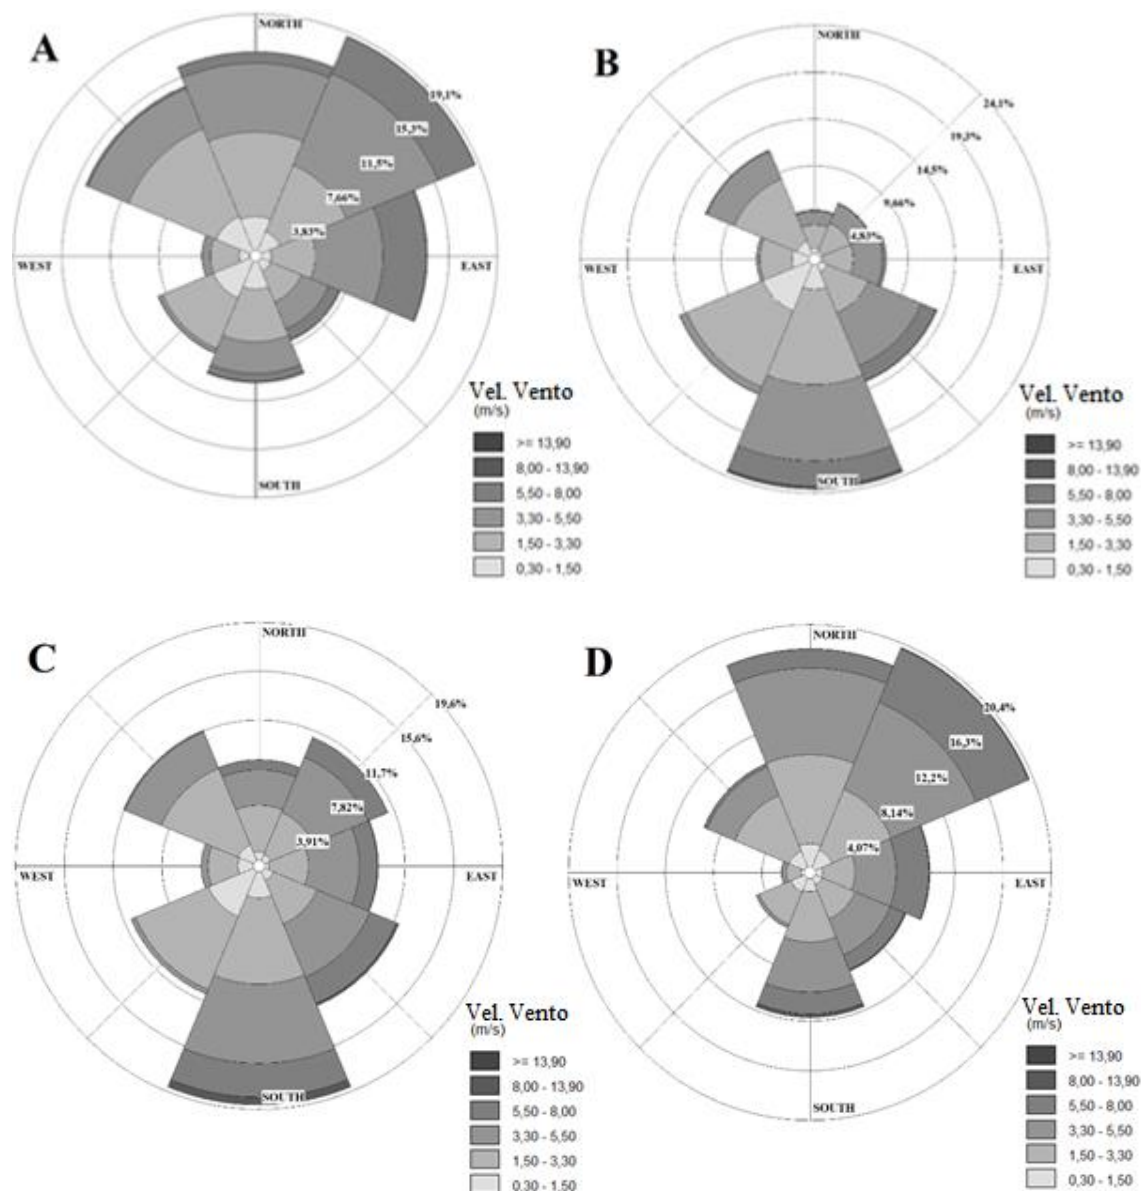 A
NORTH
19,1%
15,3%
11,5%
7,66%
3,83%
WEST
EAST
SOUTH
Vel. Vento
(m/s)
>= 13,90
8,00 - 13,90
5,50 - 8,00
3,30 - 5,50
1,50 - 3,30
0,30 - 1,50
B
NORTH
24,1%
19,3%
14,5%
9,66%
4,83%
WEST
EAST
SOUTH
Vel. Vento
(m/s)
>= 13,90
8,00 - 13,90
5,50 - 8,00
3,30 - 5,50
1,50 - 3,30
0,30 - 1,50
C
NORTH
19,6%
15,6%
11,7%
7,82%
3,91%
WEST
EAST
SOUTH
Vel. Vento
(m/s)
>= 13,90
8,00 - 13,90
5,50 - 8,00
3,30 - 5,50
1,50 - 3,30
0,30 - 1,50
D
NORTH
20,4%
16,3%
12,2%
8,14%
4,07%
WEST
EAST
SOUTH
Vel. Vento
(m/s)
>= 13,90
8,00 - 13,90
5,50 - 8,00
3,30 - 5,50
1,50 - 3,30
0,30 - 1,50